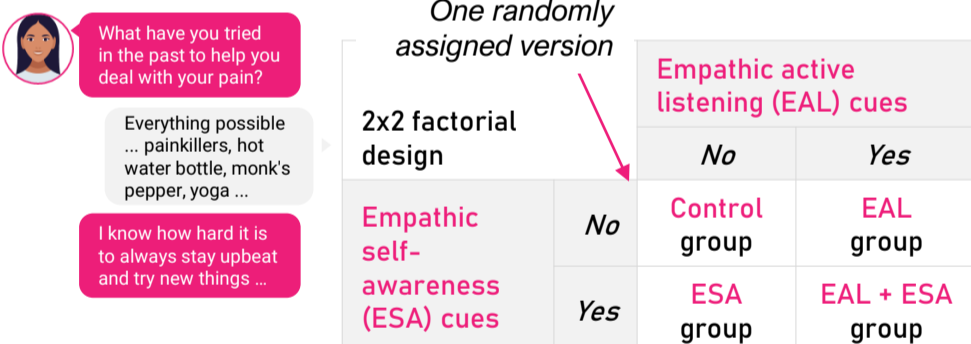 What have you tried
in the past to help you
deal with your pain?
Everything possible
... painkillers, hot
water bottle, monk's
pepper, yoga ...
I know how hard it is
to always stay upbeat
and try new things ...
One randomly
assigned version
2x2 factorial
design
Empathic active
listening (EAL) cues
No
Yes
Empathic
self-
awareness
(ESA) cues
No
Control
group
EAL
group
Yes
ESA
group
EAL + ESA
group